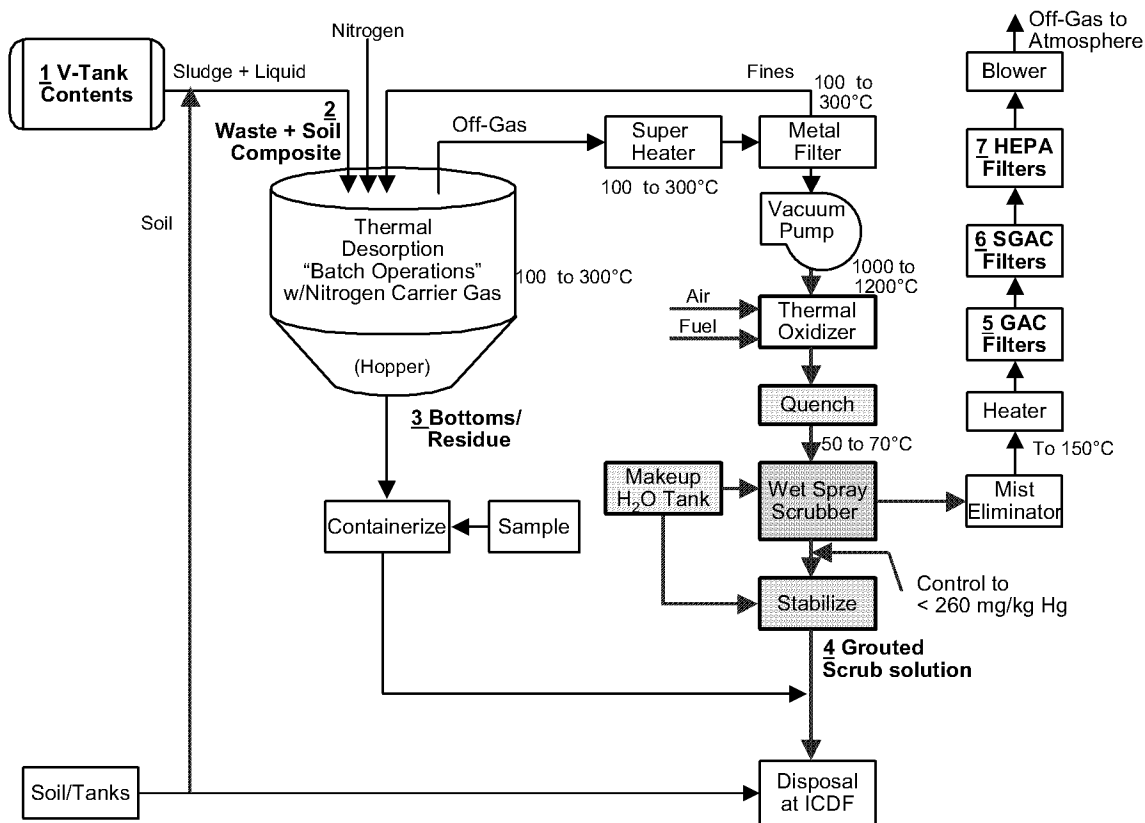 1 V-Tank
Contents
Sludge + Liquid
Nitrogen
2
Waste + Soil
Composite
Off-Gas
Fines
100 to
300°C
Super
Heater
100 to 300°C
Metal
Filter
Vacuum
Pump
1000 to
1200°C
Soil
Thermal
Desorption
"Batch Operations"
w/Nitrogen Carrier Gas
100 to 300°C
(Hopper)
Air
Fuel
Thermal
Oxidizer
Quench
50 to 70°C
3 Bottoms/
Residue
Makeup
H2O Tank
Wet Spray
Scrubber
Containerize
Sample
Stabilize
Control to
< 260 mg/kg Hg
4 Grouted
Scrub solution
Soil/Tanks
Disposal
at ICDF
Off-Gas to
Atmosphere
Blower
7 HEPA
Filters
6 SGAC
Filters
5 GAC
Filters
Heater
To 150°C
Mist
Eliminator